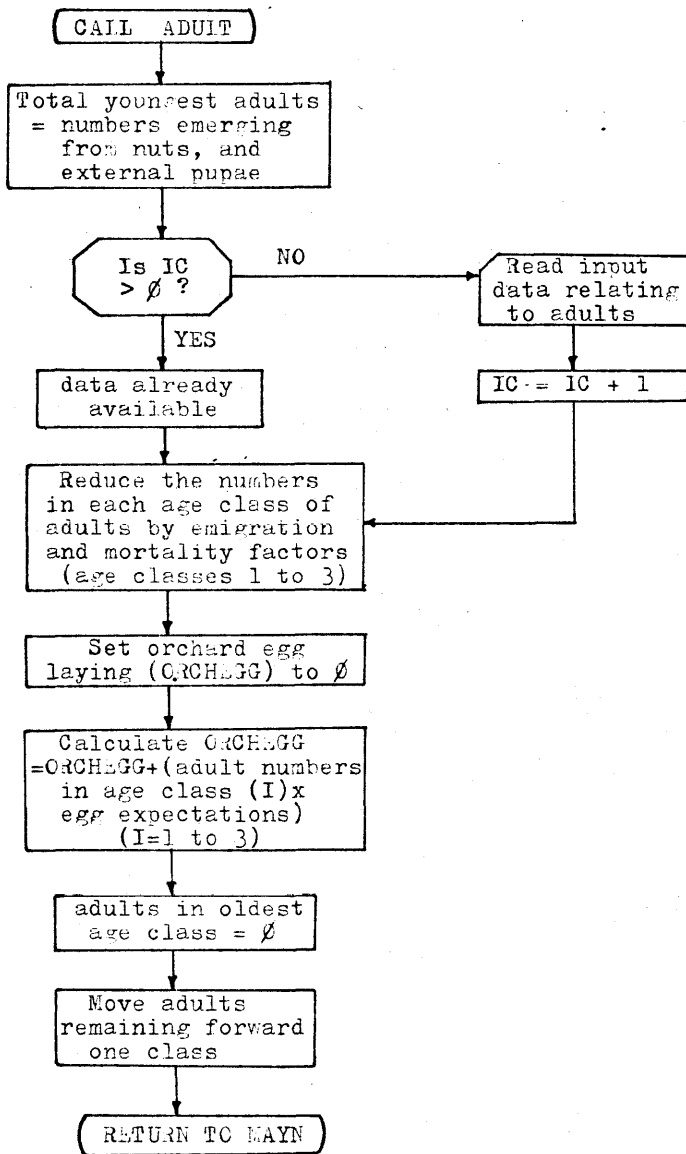 CALL ADULT
Total youngest adults
= numbers emerging
from nuts, and
external pupae
Is IC
> Ø ?
NO
Read input
data relating
to adults
YES
data already
available
IC = IC + 1
Reduce the numbers
in each age class of
adults by emigration
and mortality factors
(age classes 1 to 3)
Set orchard egg
laying (ORCHEGG) to Ø
Calculate ORCHEGG
=ORCHEGG+(adult numbers
in age class (I)x
egg expectations)
(I=1 to 3)
adults in oldest
age class = Ø
Move adults
remaining forward
one class
RETURN TO MAYN